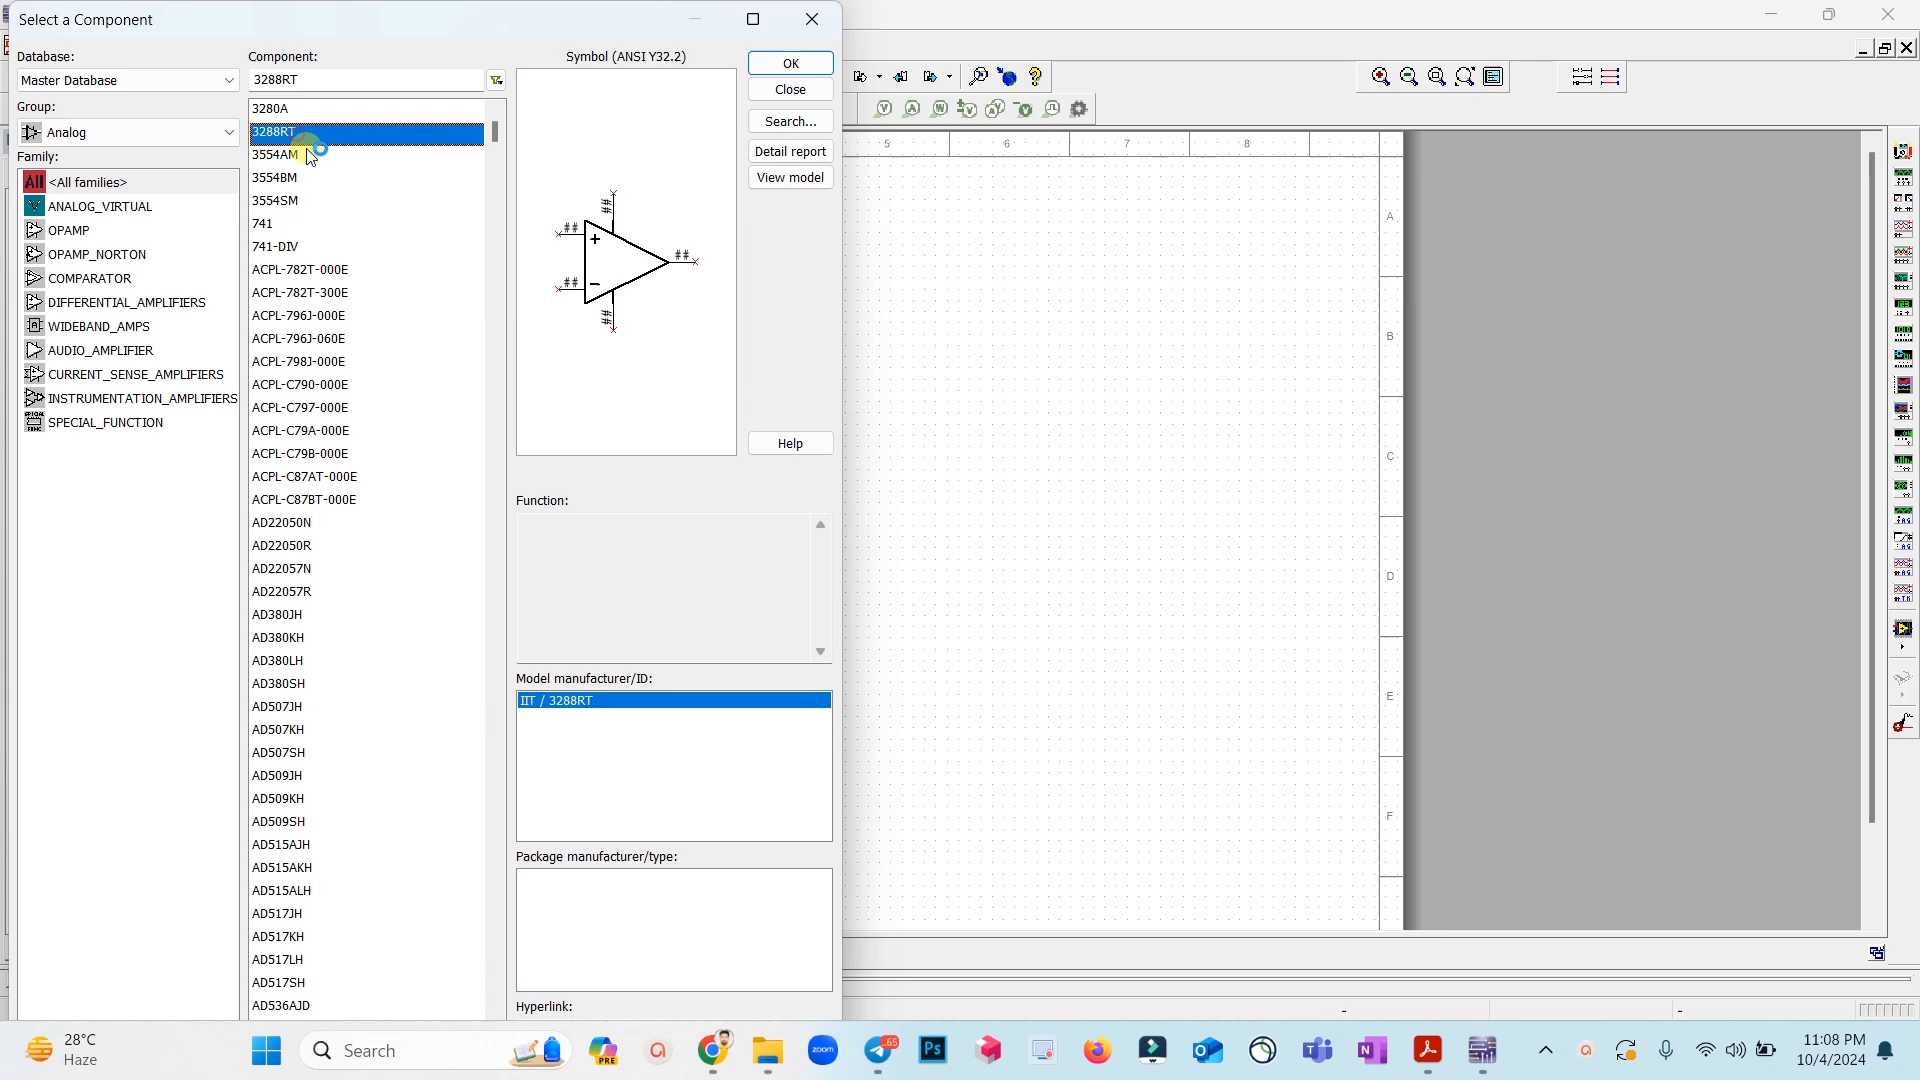 Select a Component
Database:
Component:
Symbol (ANSI Y32.2)
OK
Master Database
3288RT
Close
Group:
Analog
Search...
Family:
Detail report
View model
<All families>
ANALOG_VIRTUAL
OPAMP
OPAMP_NORTON
COMPARATOR
DIFFERENTIAL_AMPLIFIERS
WIDEBAND_AMPS
AUDIO_AMPLIFIER
CURRENT_SENSE_AMPLIFIERS
INSTRUMENTATION_AMPLIFIERS
SPECIAL_FUNCTION
3280A
3288RT
3554AM
3554BM
3554SM
741
741-DIV
ACPL-782T-000E
ACPL-782T-300E
ACPL-796J-000E
ACPL-796J-060E
ACPL-798J-000E
ACPL-C790-000E
ACPL-C797-000E
ACPL-C79A-000E
ACPL-C79B-000E
ACPL-C87AT-000E
ACPL-C87BT-000E
AD22050N
AD22050R
AD22057N
AD22057R
AD380JH
AD380KH
AD380LH
AD380SH
AD507JH
AD507KH
AD507SH
AD509JH
AD509KH
AD509SH
AD515AJH
AD515AKH
AD515ALH
AD517JH
AD517KH
AD517LH
AD517SH
AD536AJD
##
##
##
##
##
Help
Function:
Model manufacturer/ID:
IIT / 3288RT
Package manufacturer/type:
Hyperlink:
5
6
7
8
A
B
C
D
E
F
28°C
Haze
Search
PRE
zoom
65
Ps
11:08 PM
10/4/2024